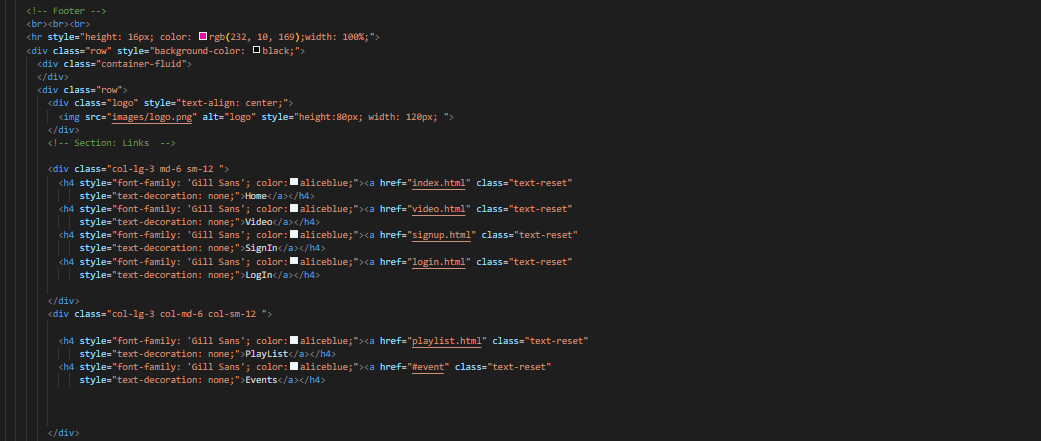 <!-- Footer -->
<br><br><br>
<hr style="height: 16px; color: rgb(232, 10, 169);width: 100%;">
<div class="row" style="background-color: black;">
<div class="container-fluid">
</div>
<div class="row">
<div class="logo" style="text-align: center;">
<img src="images/logo.png" alt="logo" style="height:80px; width: 120px; ">
</div>
<!-- Section: Links  -->
<div class="col-lg-3 md-6 sm-12 ">
<h4 style="font-family: 'Gill Sans'; color: aliceblue;"><a href="index.html" class="text-reset"
style="text-decoration: none;">Home</a></h4>
<h4 style="font-family: 'Gill Sans'; color: aliceblue;"><a href="video.html" class="text-reset"
style="text-decoration: none;">Video</a></h4>
<h4 style="font-family: 'Gill Sans'; color: aliceblue;"><a href="signup.html" class="text-reset"
style="text-decoration: none;">SignIn</a></h4>
<h4 style="font-family: 'Gill Sans'; color: aliceblue;"><a href="login.html" class="text-reset"
style="text-decoration: none;">LogIn</a></h4>
</div>
<div class="col-lg-3 col-md-6 col-sm-12 ">
<h4 style="font-family: 'Gill Sans'; color: aliceblue;"><a href="playlist.html" class="text-reset"
style="text-decoration: none;">PlayList</a></h4>
<h4 style="font-family: 'Gill Sans'; color: aliceblue;"><a href="#event" class="text-reset"
style="text-decoration: none;">Events</a></h4>
</div>